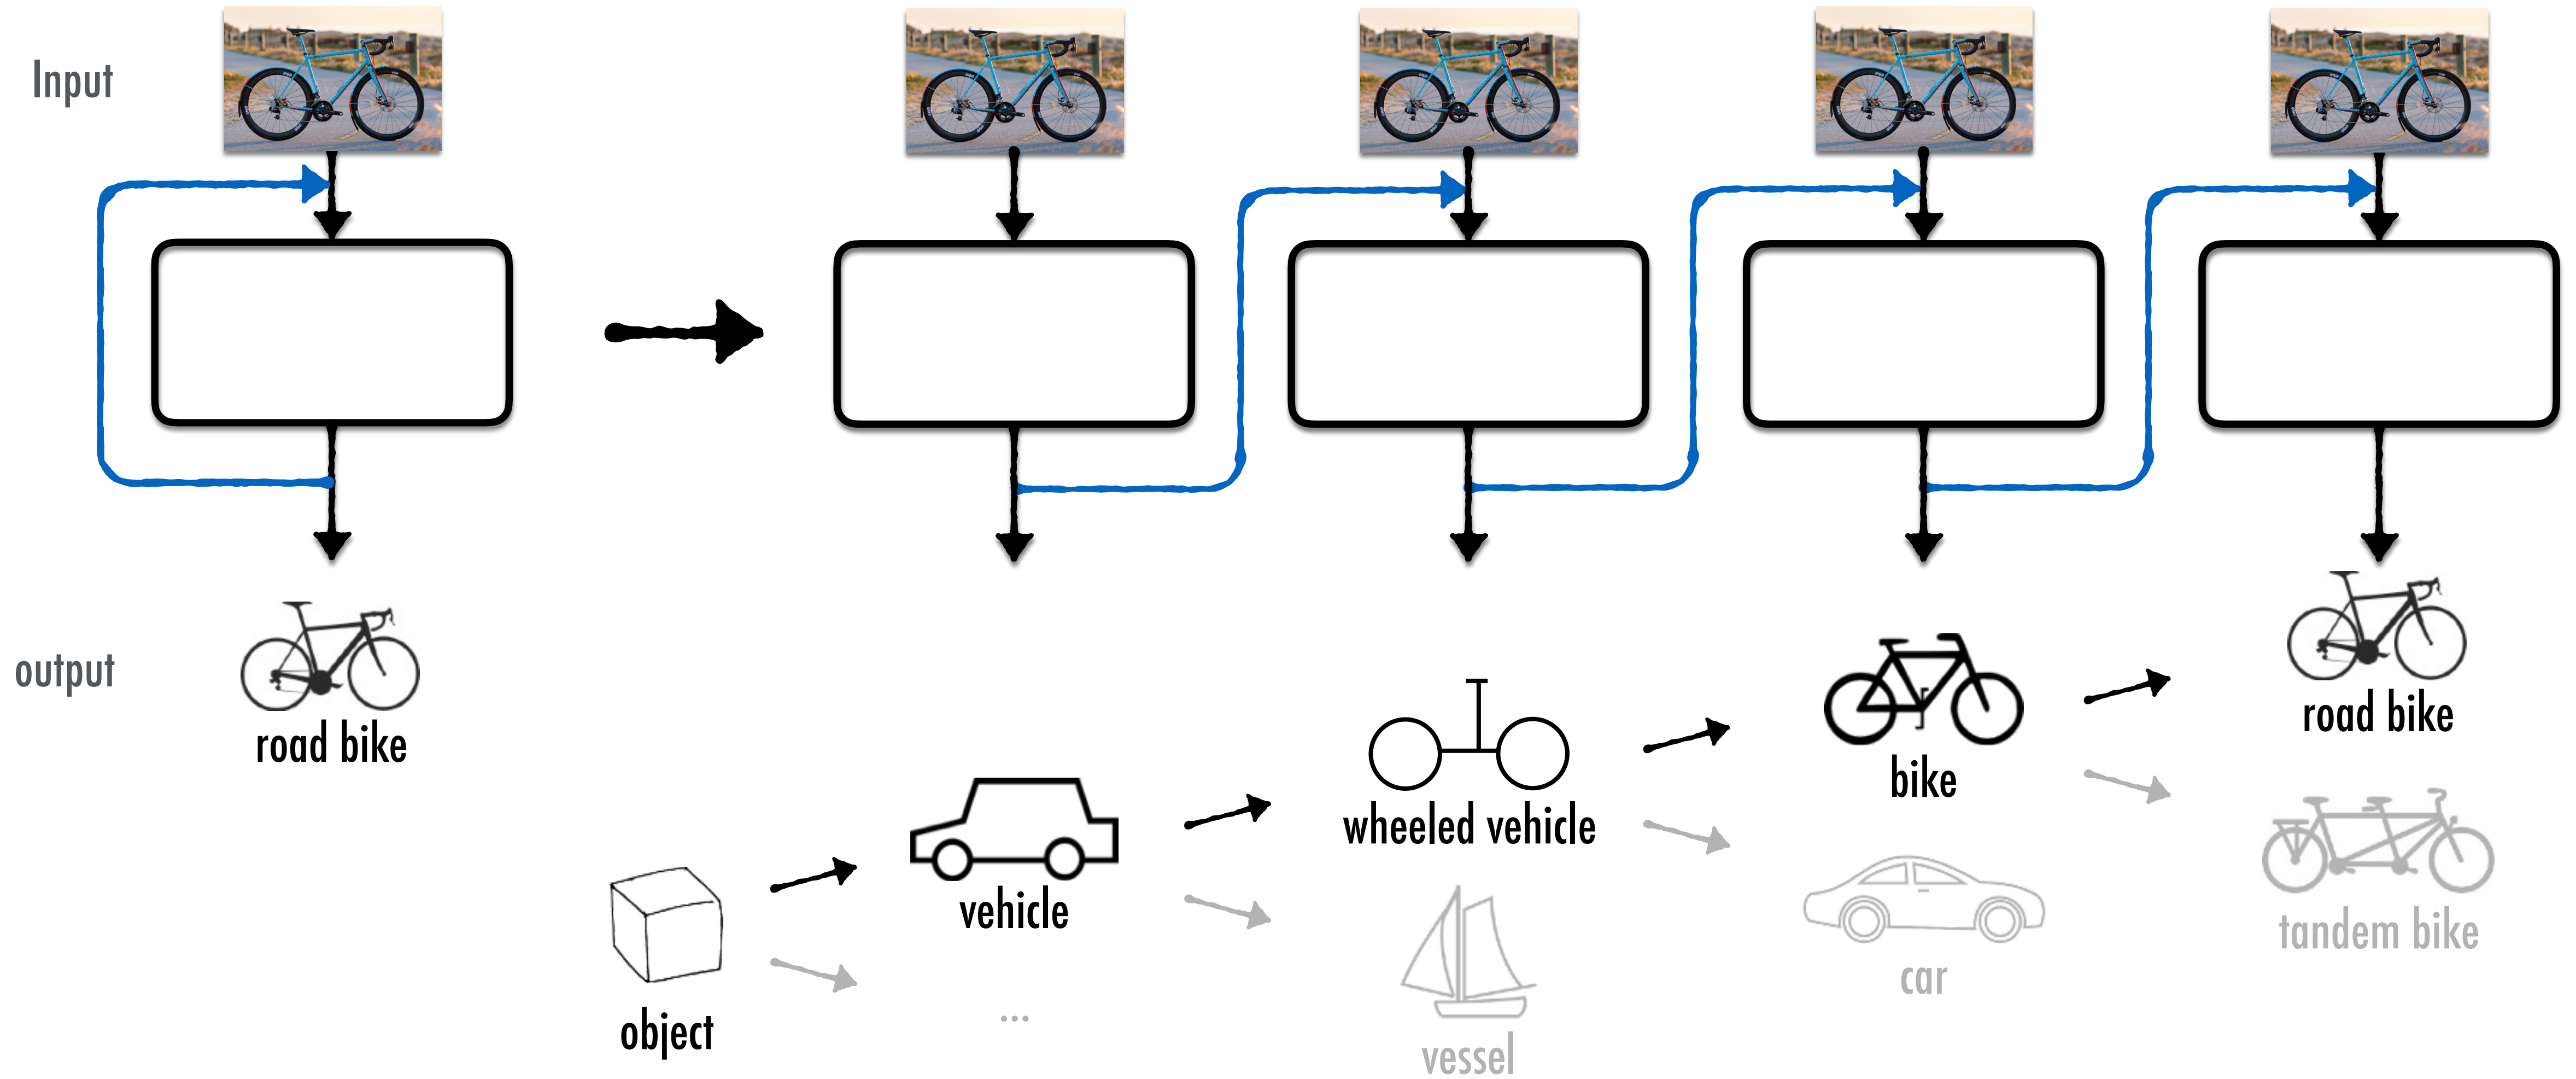 Input
output
road bike
object
vehicle
...
wheeled vehicle
vessel
bike
car
road bike
tandem bike